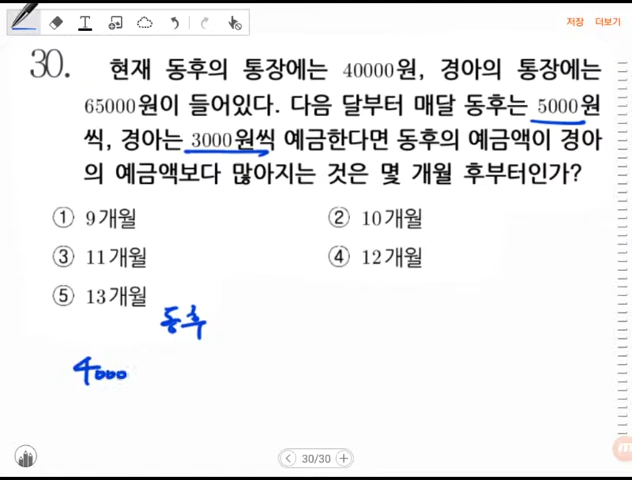 저장 더보기
30. 현재 동후의 통장에는 40000원, 경아의 통장에는
65000원이 들어있다. 다음 달부터 매달 동후는 5000원
씩, 경아는 3000원씩 예금한다면 동후의 예금액이 경아
의 예금액보다 많아지는 것은 몇 개월 후부터인가?
① 9개월 ② 10개월
③ 11개월 ④ 12개월
⑤ 13개월
동후
4000
30/30